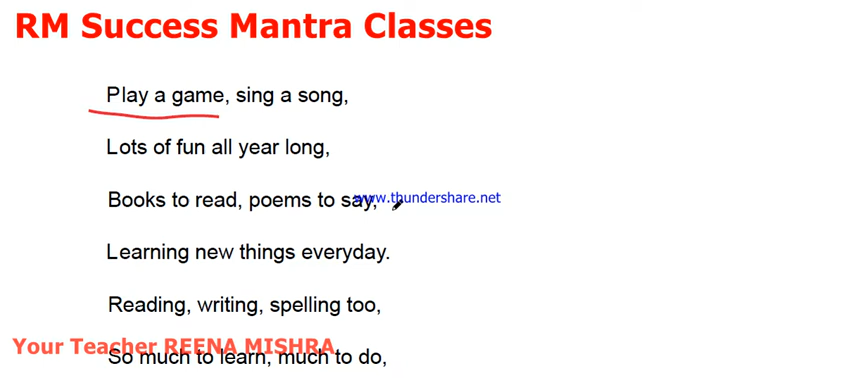 RM Success Mantra Classes
Play a game, sing a song,
Lots of fun all year long,
Books to read, poems to say,
www.thundershare.net
Learning new things everyday.
Reading, writing, spelling too,
Your Teacher REENA MISHRA
So much to learn, much to do,